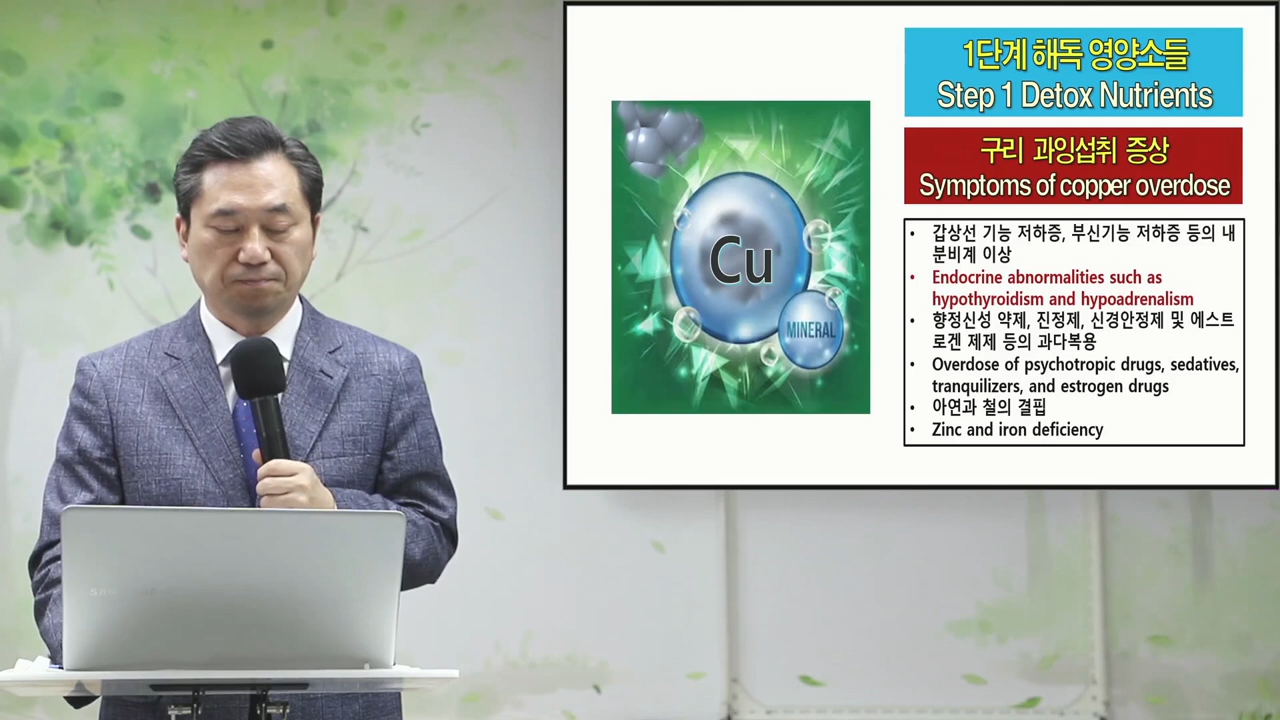 1단계 해독 영양소들
Step 1 Detox Nutrients
구리 과잉섭취 증상
Symptoms of copper overdose
Cu
MINERAL
• 갑상선 기능 저하증, 부신기능 저하증 등의 내
분비계 이상
• Endocrine abnormalities such as
hypothyroidism and hypoadrenalism
• 향정신성 약제, 진정제, 신경안정제 및 에스트
로겐 제제 등의 과다복용
• Overdose of psychotropic drugs, sedatives,
tranquilizers, and estrogen drugs
• 아연과 철의 결핍
• Zinc and iron deficiency